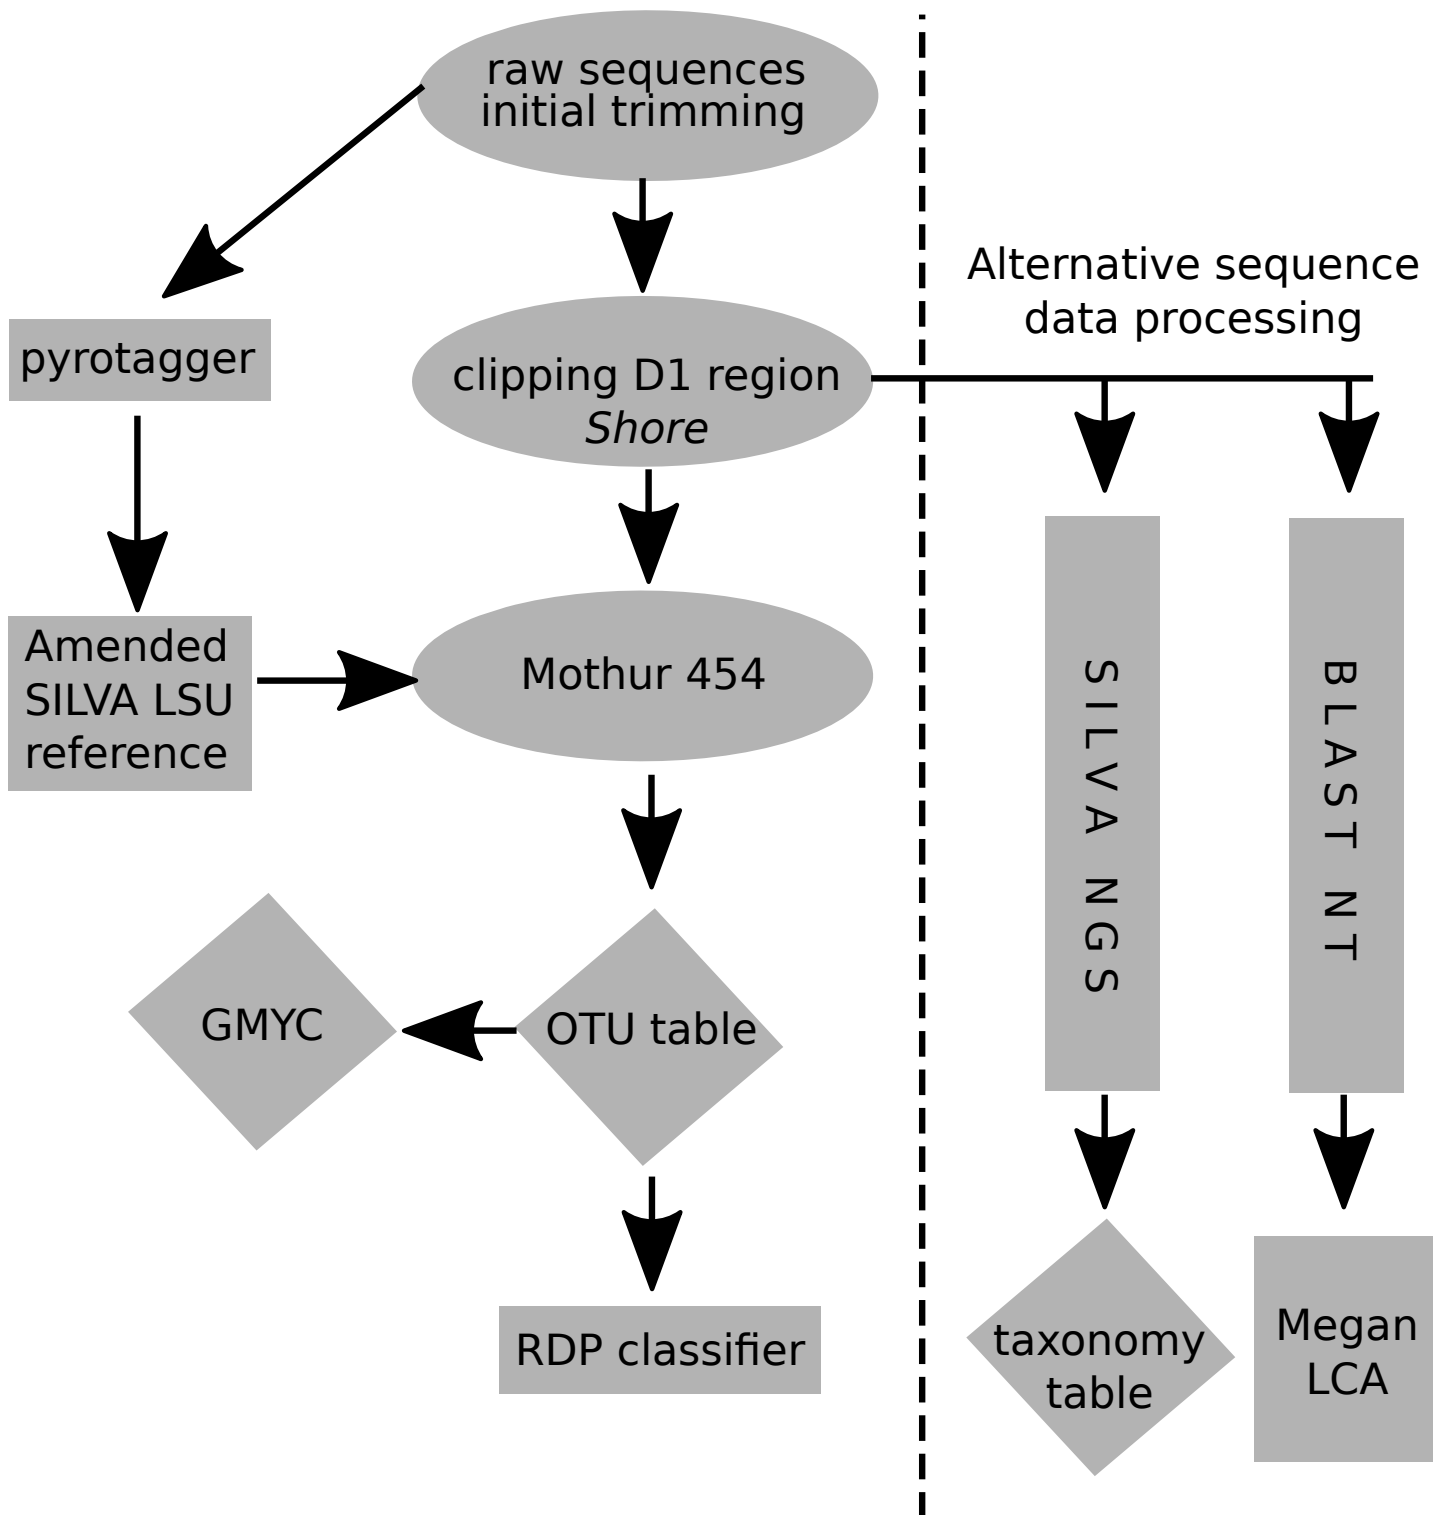 raw sequences
initial trimming
Alternative sequence
data processing
pyrotagger
clipping D1 region
Shore
Amended
SILVA LSU
reference
Mothur 454
SILVA NGS
BLAST NT
GMYC
OTU table
RDP classifier
taxonomy
table
Megan
LCA